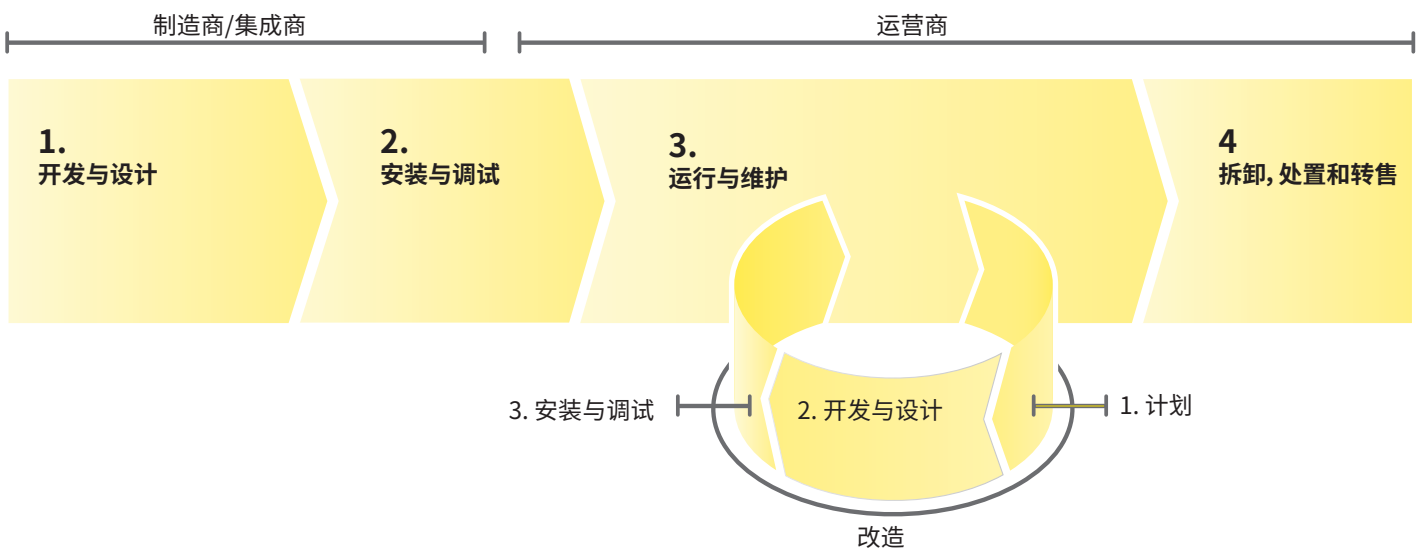 制造商/集成商
运营商
1.
开发与设计
2.
安装与调试
3.
运行与维护
4
拆卸, 处置和转售
3. 安装与调试
2. 开发与设计
1. 计划
改造